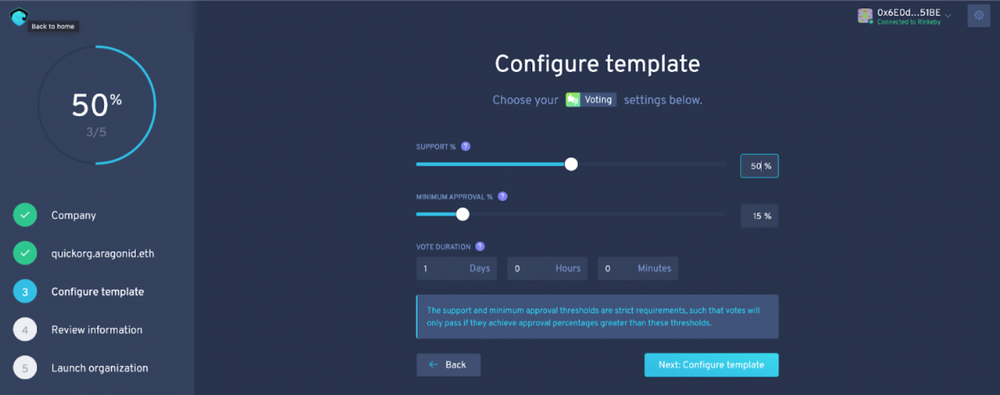 Back to home
0x6E0d...51BE
Connected to Rinkeby
50%
3/5
Company
quickorg.aragonid.eth
3 Configure template
4 Review information
5 Launch organization
Configure template
Choose your Voting settings below.
SUPPORT % ?
50 %
MINIMUM APPROVAL % ?
15 %
VOTE DURATION ?
1 Days 0 Hours 0 Minutes
The support and minimum approval thresholds are strict requirements, such that votes will
only pass if they achieve approval percentages greater than these thresholds.
← Back
Next: Configure template